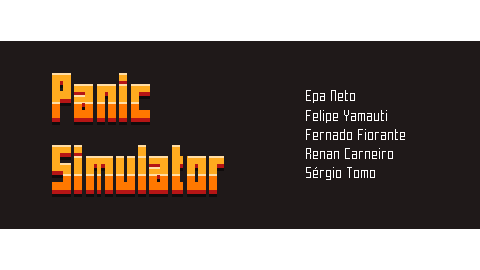 Panic
Simulator
Epa Neto
Felipe Yamauti
Fernado Fiorante
Renan Carneiro
Sérgio Tomo